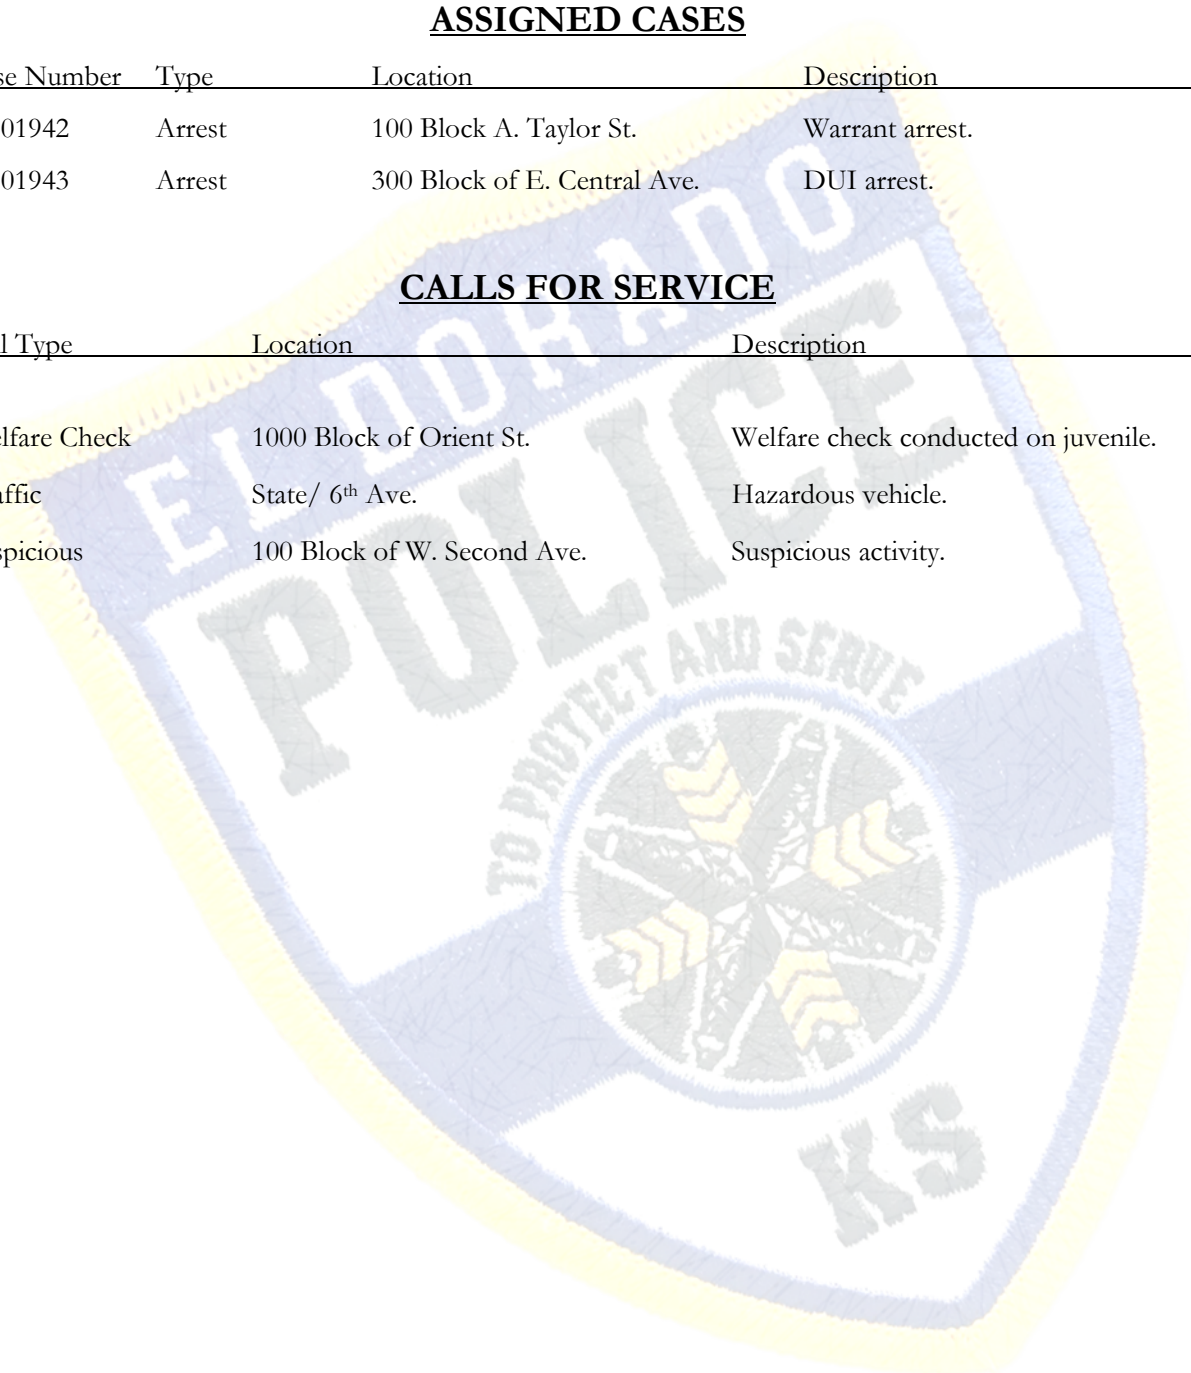 ASSIGNED CASES
se Number Type Location Description
01942 Arrest 100 Block A. Taylor St. Warrant arrest.
01943 Arrest 300 Block of E. Central Ave. DUI arrest.
CALLS FOR SERVICE
l Type Location Description
elfare Check 1000 Block of Orient St. Welfare check conducted on juvenile.
affic State/ 6th Ave. Hazardous vehicle.
spicious 100 Block of W. Second Ave. Suspicious activity.
EL DORADO
POLICE
TO PROTECT AND SERVE
KS